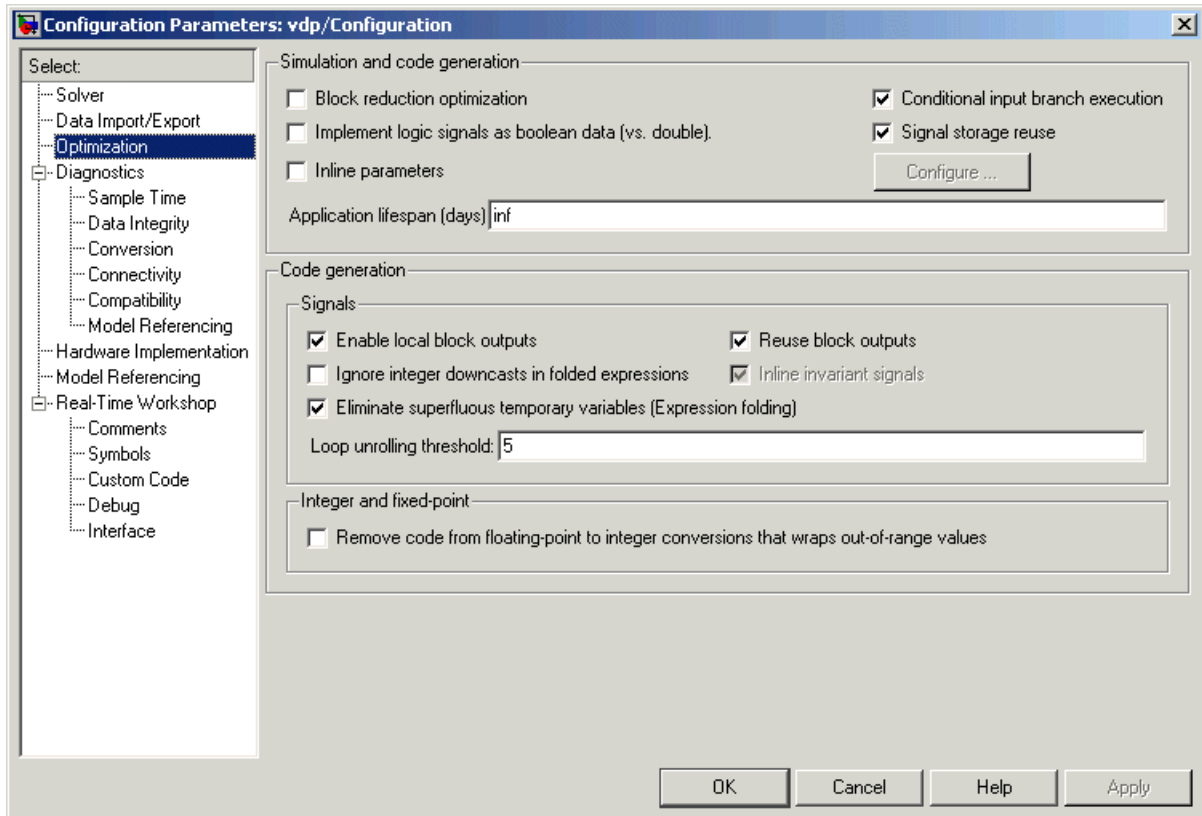 Configuration Parameters: vdp/Configuration
Select:
Solver
Data Import/Export
Optimization
Diagnostics
Sample Time
Data Integrity
Conversion
Connectivity
Compatibility
Model Referencing
Hardware Implementation
Model Referencing
Real-Time Workshop
Comments
Symbols
Custom Code
Debug
Interface
Simulation and code generation
Block reduction optimization
Conditional input branch execution
Implement logic signals as boolean data (vs. double).
Signal storage reuse
Inline parameters
Configure ...
Application lifespan (days) inf
Code generation
Signals
Enable local block outputs
Reuse block outputs
Ignore integer downcasts in folded expressions
Inline invariant signals
Eliminate superfluous temporary variables (Expression folding)
Loop unrolling threshold: 5
Integer and fixed-point
Remove code from floating-point to integer conversions that wraps out-of-range values
OK
Cancel
Help
Apply